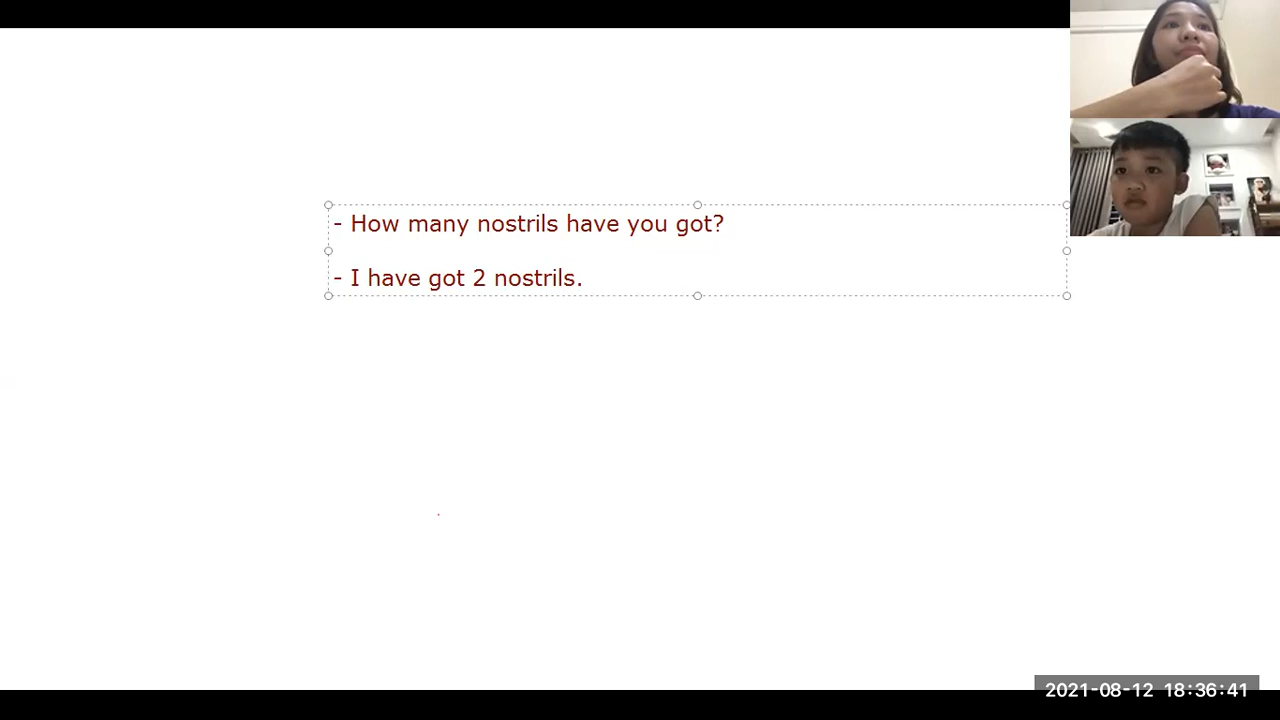 - How many nostrils have you got?
- I have got 2 nostrils.
2021-08-12 18:36:41